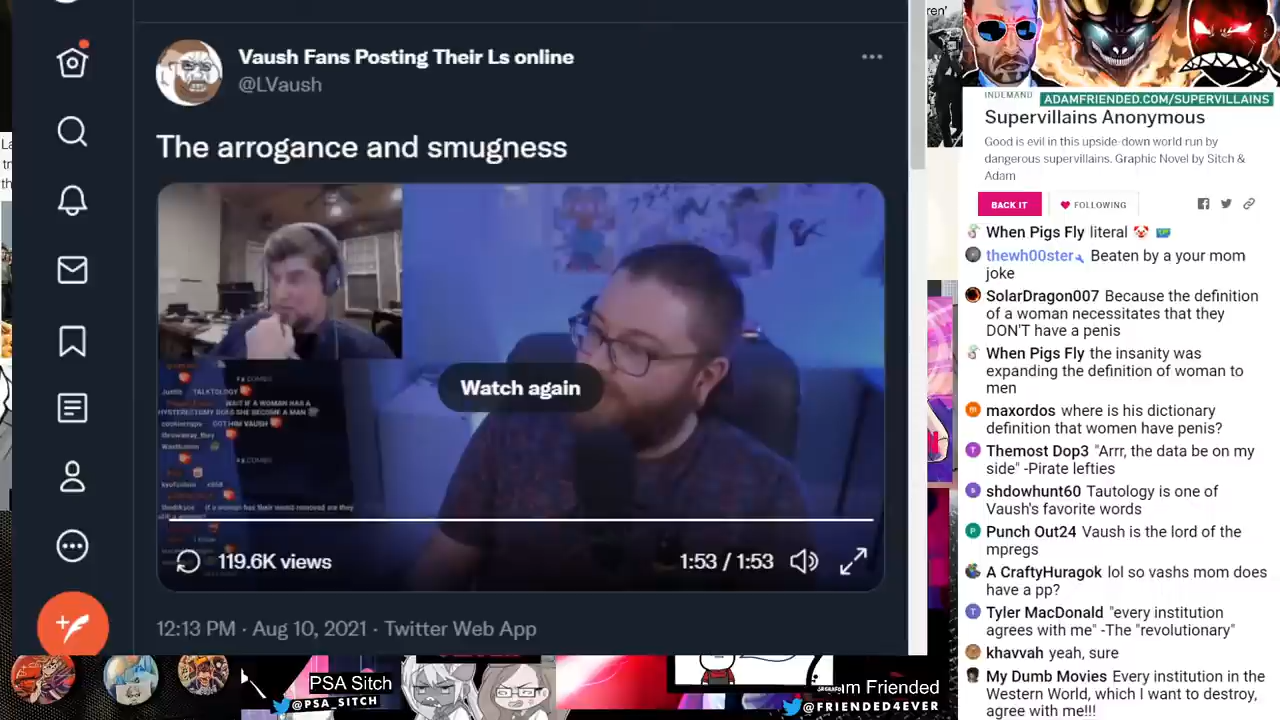 Vaush Fans Posting Their Ls online
@LVaush
The arrogance and smugness
Watch again
119.6K views
1:53 / 1:53
12:13 PM · Aug 10, 2021 · Twitter Web App
PSA Sitch
@PSA_SITCH
am Friended
@FRIENDED4EVER
INDEMAND
ADAMFRIENDED.COM/SUPERVILLAINS
Supervillains Anonymous
Good is evil in this upside-down world run by
dangerous supervillains. Graphic Novel by Sitch &
Adam
BACK IT
FOLLOWING
When Pigs Fly literal 🤡
thewh00ster Beaten by a your mom
joke
SolarDragon007 Because the definition
of a woman necessitates that they
DON'T have a penis
When Pigs Fly the insanity was
expanding the definition of woman to
men
maxordos where is his dictionary
definition that women have penis?
Themost Dop3 "Arrr, the data be on my
side" -Pirate lefties
shdowhunt60 Tautology is one of
Vaush's favorite words
Punch Out24 Vaush is the lord of the
mpregs
A CraftyHuragok lol so vashs mom does
have a pp?
Tyler MacDonald "every institution
agrees with me" -The "revolutionary"
khavvah yeah, sure
My Dumb Movies Every institution in the
Western World, which I want to destroy,
agree with me!!!